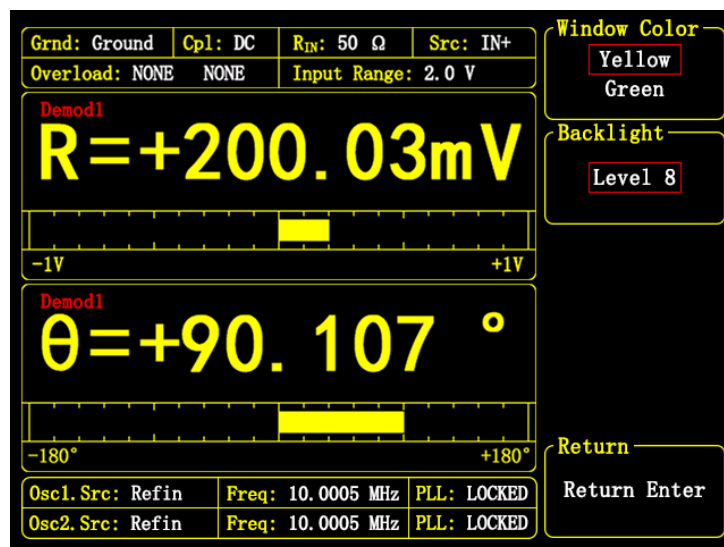 Grnd: Ground Cpl: DC R_IN: 50 Ω Src: IN+
Overload: NONE NONE Input Range: 2.0 V
Demod1
R=+200.03mV
-1V +1V
Demod1
θ=+90.107 °
-180° +180°
Osc1.Src: Refin Freq: 10.0005 MHz PLL: LOCKED
Osc2.Src: Refin Freq: 10.0005 MHz PLL: LOCKED
Window Color
Yellow
Green
Backlight
Level 8
Return
Return Enter